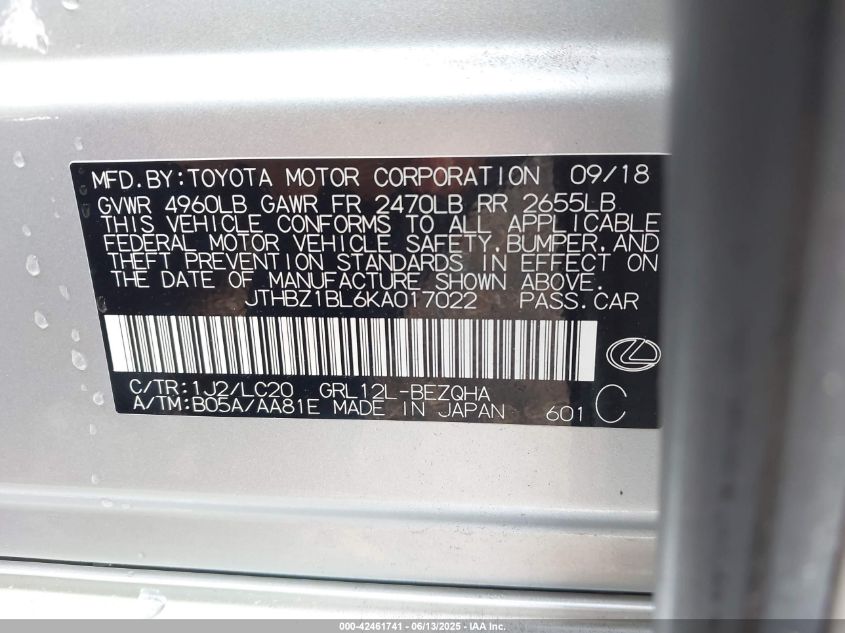 MFD.BY:TOYOTA MOTOR CORPORATION 09/18
GVWR 4960LB GAWR FR 2470LB RR 2655LB
THIS VEHICLE CONFORMS TO ALL APPLICABLE
FEDERAL MOTOR VEHICLE SAFETY,BUMPER,AND
THEFT PREVENTION STANDARDS IN EFFECT ON
THE DATE OF MANUFACTURE SHOWN ABOVE.
JTHBZ1BL6KA017022 PASS.CAR
C/TR:1J2/LC20 GRL12L-BEZQHA
A/TM:B05A/AA81E MADE IN JAPAN 601 C
000-42461741 - 06/13/2025 - IAA Inc.